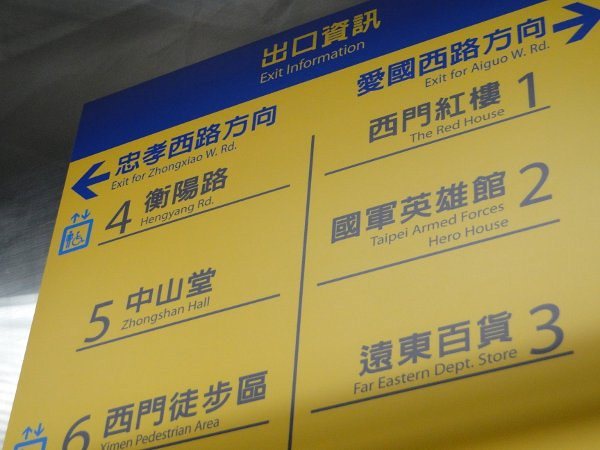 出口資訊
Exit Information
忠孝西路方向
Exit for Zhongxiao W. Rd.
4 衡陽路
Hengyang Rd.
5 中山堂
Zhongshan Hall
6 西門徒步區
Ximen Pedestrian Area
愛國西路方向
Exit for Aiguo W. Rd.
西門紅樓 1
The Red House
國軍英雄館 2
Taipei Armed Forces
Hero House
遠東百貨 3
Far Eastern Dept. Store